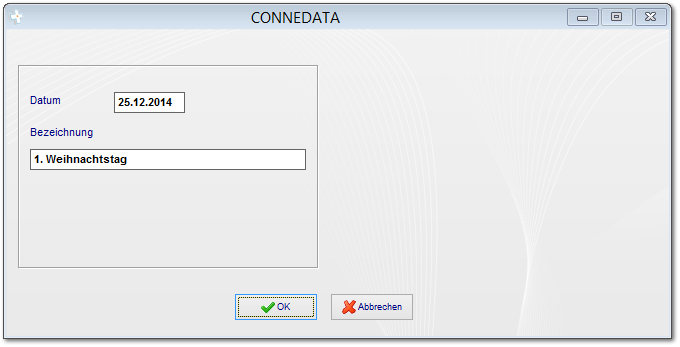 CONNEDATA
Datum 25.12.2014
Bezeichnung
1. Weihnachtstag
OK Abbrechen